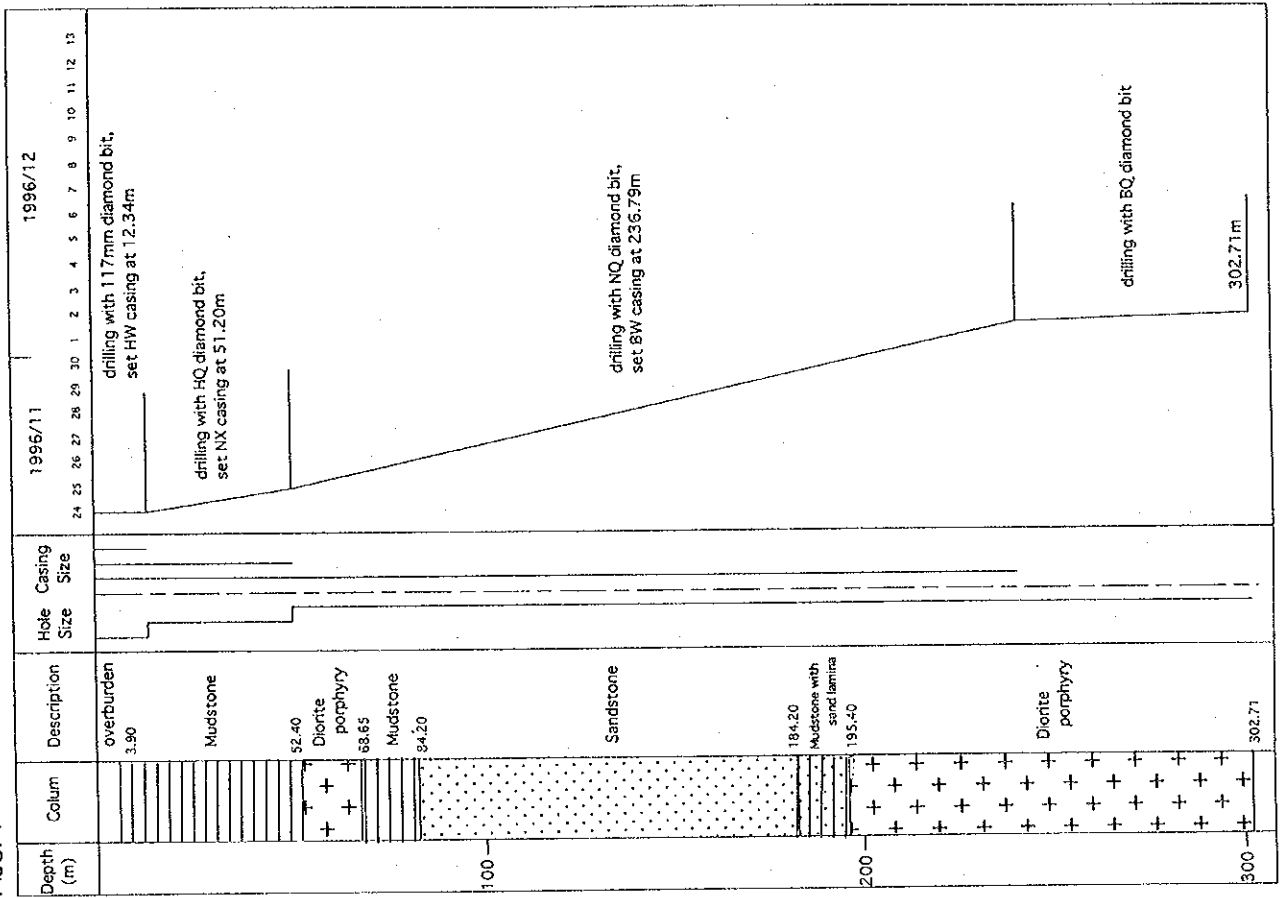 Depth
(m)
Colum
Description
Hole
Size
Casing
Size
1996/11
1996/12
24 25 26 27 28 29 30 1 2 3 4 5 6 7 8 9 10 11 12 13
overburden
3.90
Mudstone
52.40
Diorite
porphyry
68.65
Mudstone
84.20
Sandstone
184.20
Mudstone with
sand lamina
195.40
Diorite
porphyry
302.71
100
200
300
drilling with 117mm diamond bit,
set HW casing at 12.34m
drilling with HQ diamond bit,
set NX casing at 51.20m
drilling with NQ diamond bit,
set BW casing at 236.79m
drilling with BQ diamond bit
302.71m